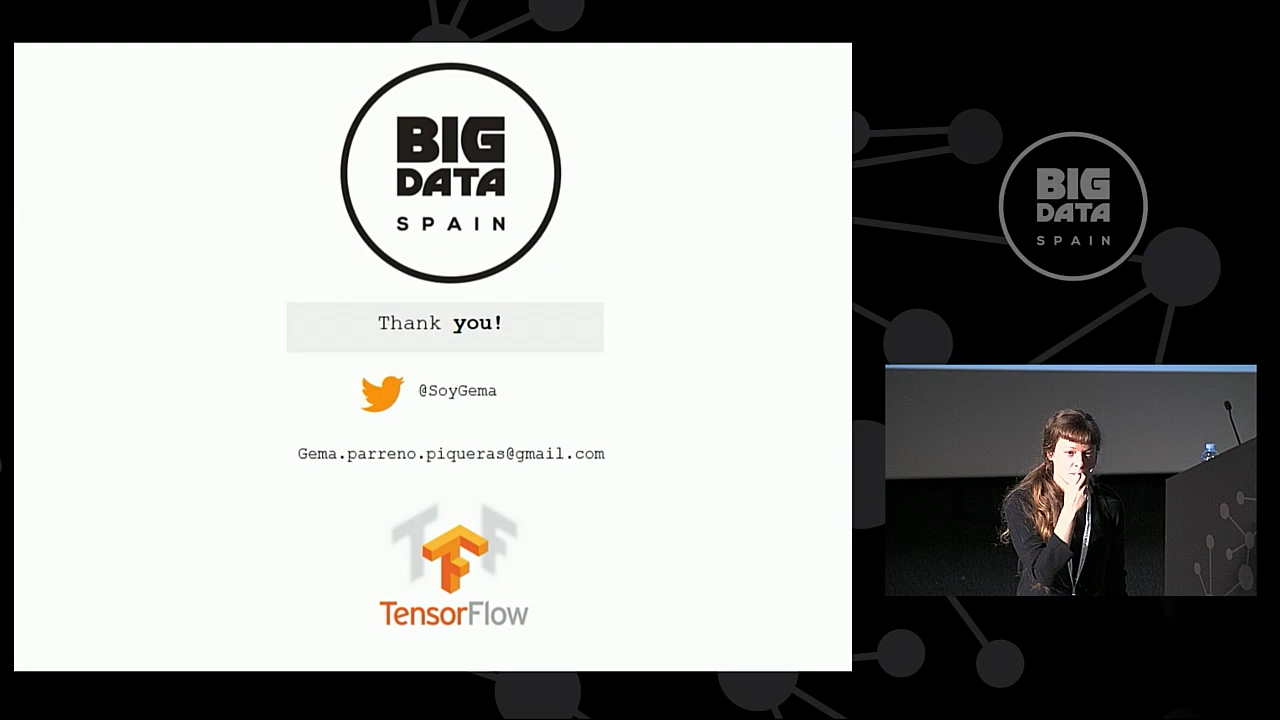 BIG
DATA
SPAIN
Thank you!
@SoyGema
Gema.parreno.piqueras@gmail.com
TensorFlow
BIG
DATA
SPAIN